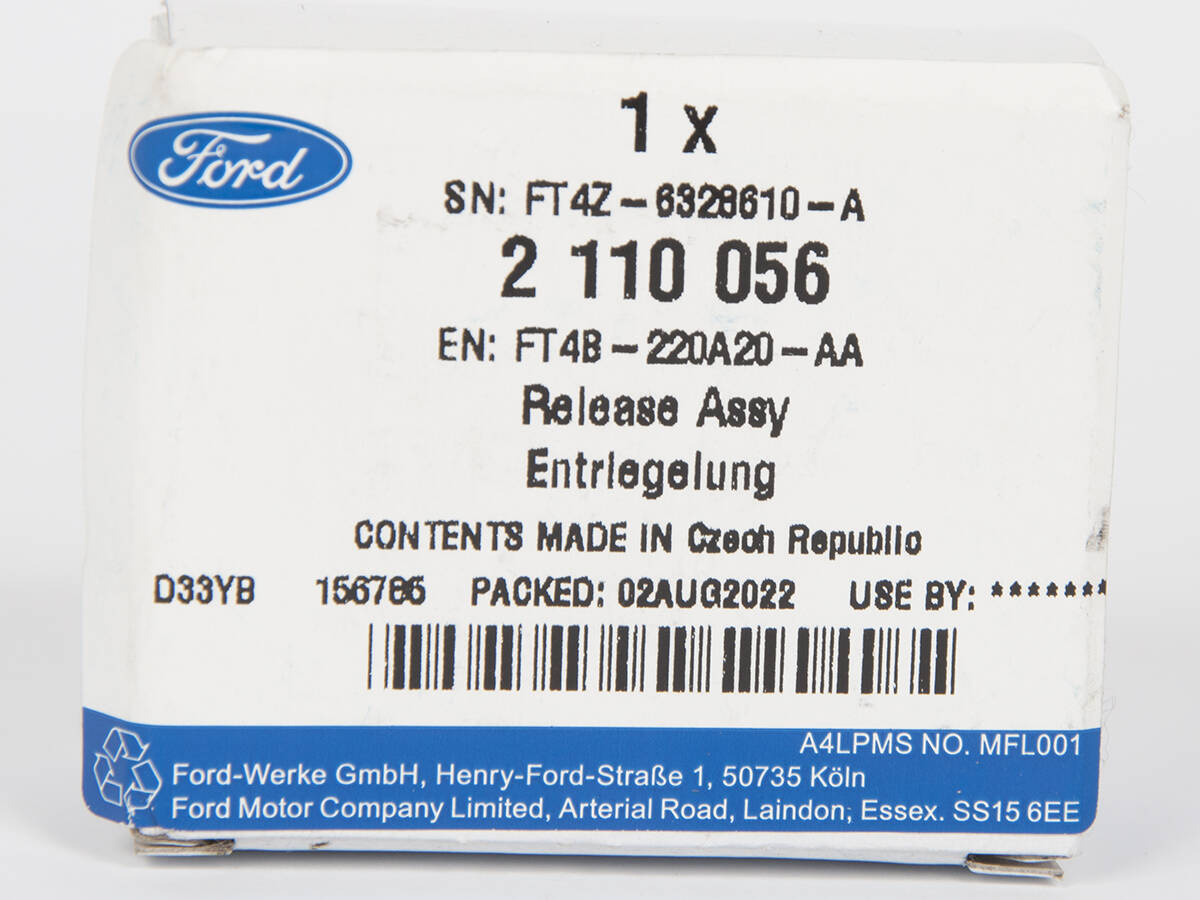 Ford
1 x
SN: FT4Z-6328610-A
2 110 056
EN: FT4B-220A20-AA
Release Assy
Entriegelung
CONTENTS MADE IN Czech Republic
D33YB 156786 PACKED: 02AUG2022 USE BY: *******
A4LPMS NO. MFL001
Ford-Werke GmbH, Henry-Ford-Straße 1, 50735 Köln
Ford Motor Company Limited, Arterial Road, Laindon, Essex. SS15 6EE